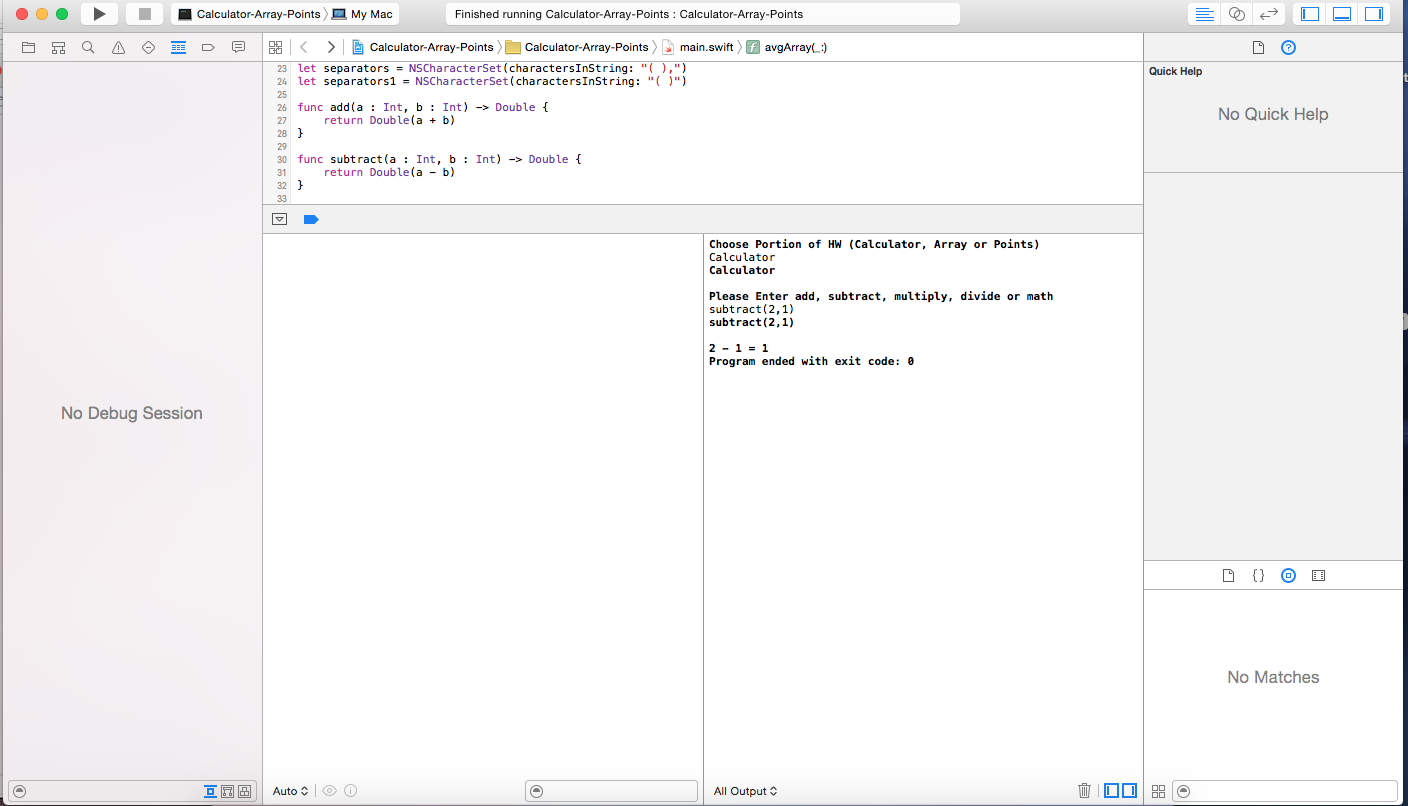 Calculator-Array-Points My Mac
Finished running Calculator-Array-Points : Calculator-Array-Points
Calculator-Array-Points Calculator-Array-Points main.swift avgArray(_:)
23 let separators = NSCharacterSet(charactersInString: "( ),")
24 let separators1 = NSCharacterSet(charactersInString: "( )")
25
26 func add(a : Int, b : Int) -> Double {
27 return Double(a + b)
28 }
29
30 func subtract(a : Int, b : Int) -> Double {
31 return Double(a - b)
32 }
33
No Debug Session
Choose Portion of HW (Calculator, Array or Points)
Calculator
Calculator
Please Enter add, subtract, multiply, divide or math
subtract(2,1)
subtract(2,1)
2 - 1 = 1
Program ended with exit code: 0
Auto
All Output
Quick Help
No Quick Help
No Matches